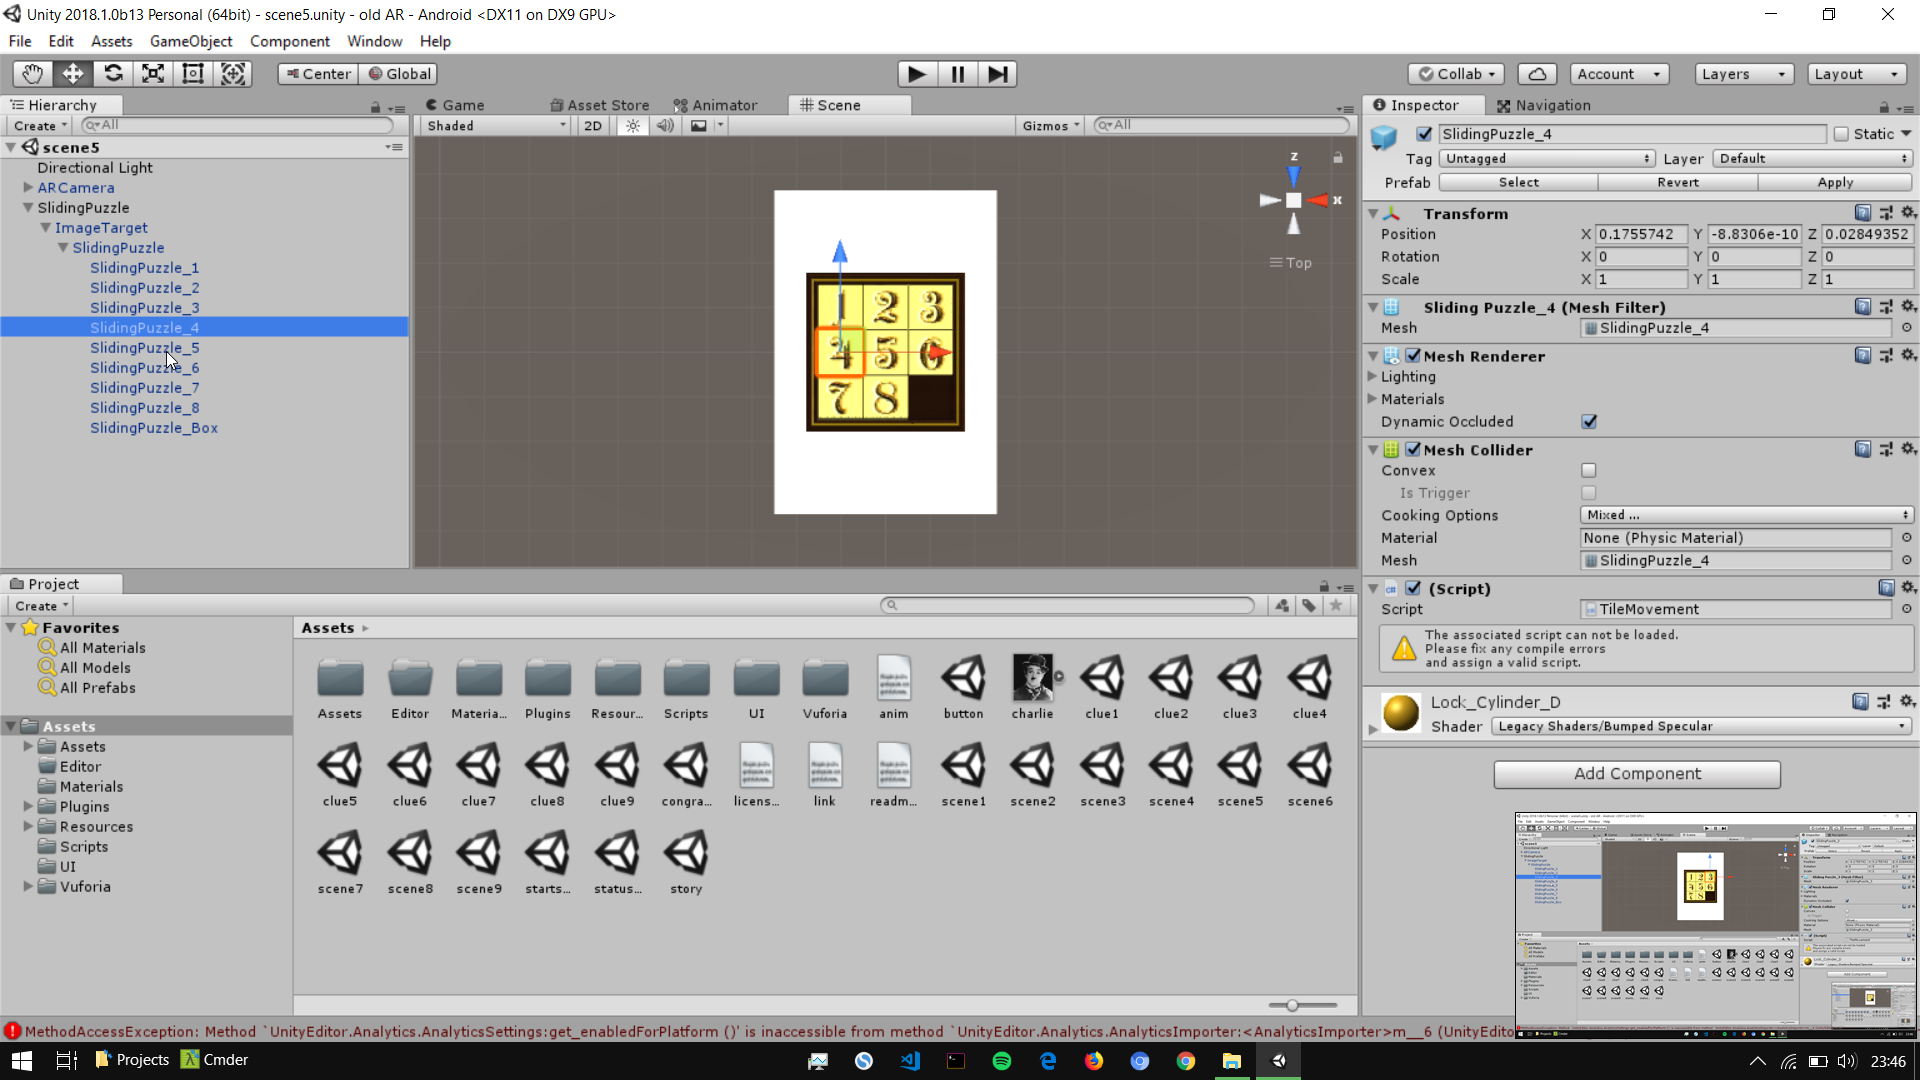 Unity 2018.1.0b13 Personal (64bit) - scene5.unity - old AR - Android <DX11 on DX9 GPU>
File Edit Assets GameObject Component Window Help
Center Global Collab Account Layers Layout
Hierarchy
Create All
scene5
Directional Light
ARCamera
SlidingPuzzle
ImageTarget
SlidingPuzzle
SlidingPuzzle_1
SlidingPuzzle_2
SlidingPuzzle_3
SlidingPuzzle_4
SlidingPuzzle_5
SlidingPuzzle_6
SlidingPuzzle_7
SlidingPuzzle_8
SlidingPuzzle_Box
Game Asset Store Animator Scene
Shaded 2D Gizmos All
z
x
Top
1 2 3
4 5 6
7 8
Inspector Navigation
SlidingPuzzle_4 Static
Tag Untagged Layer Default
Prefab Select Revert Apply
Transform
Position X 0.1755742 Y -8.8306e-10 Z 0.02849352
Rotation X 0 Y 0 Z 0
Scale X 1 Y 1 Z 1
Sliding Puzzle_4 (Mesh Filter)
Mesh SlidingPuzzle_4
Mesh Renderer
Lighting
Materials
Dynamic Occluded
Mesh Collider
Convex
Is Trigger
Cooking Options Mixed ...
Material None (Physic Material)
Mesh SlidingPuzzle_4
(Script)
Script TileMovement
The associated script can not be loaded.
Please fix any compile errors
and assign a valid script.
Lock_Cylinder_D
Shader Legacy Shaders/Bumped Specular
Add Component
Project
Create
Favorites
All Materials
All Models
All Prefabs
Assets
Assets
Editor
Materials
Plugins
Resources
Scripts
UI
Vuforia
Assets
Assets Editor Materia... Plugins Resour... Scripts UI Vuforia anim button charlie clue1 clue2 clue3 clue4
clue5 clue6 clue7 clue8 clue9 congra... licens... link readm... scene1 scene2 scene3 scene4 scene5 scene6
scene7 scene8 scene9 starts... status... story
MethodAccessException: Method `UnityEditor.Analytics.AnalyticsSettings:get_enabledForPlatform ()' is inaccessible from method `UnityEditor.Analytics.AnalyticsImporter:<AnalyticsImporter>m__6 (UnityEdito
Projects Cmder 23:46